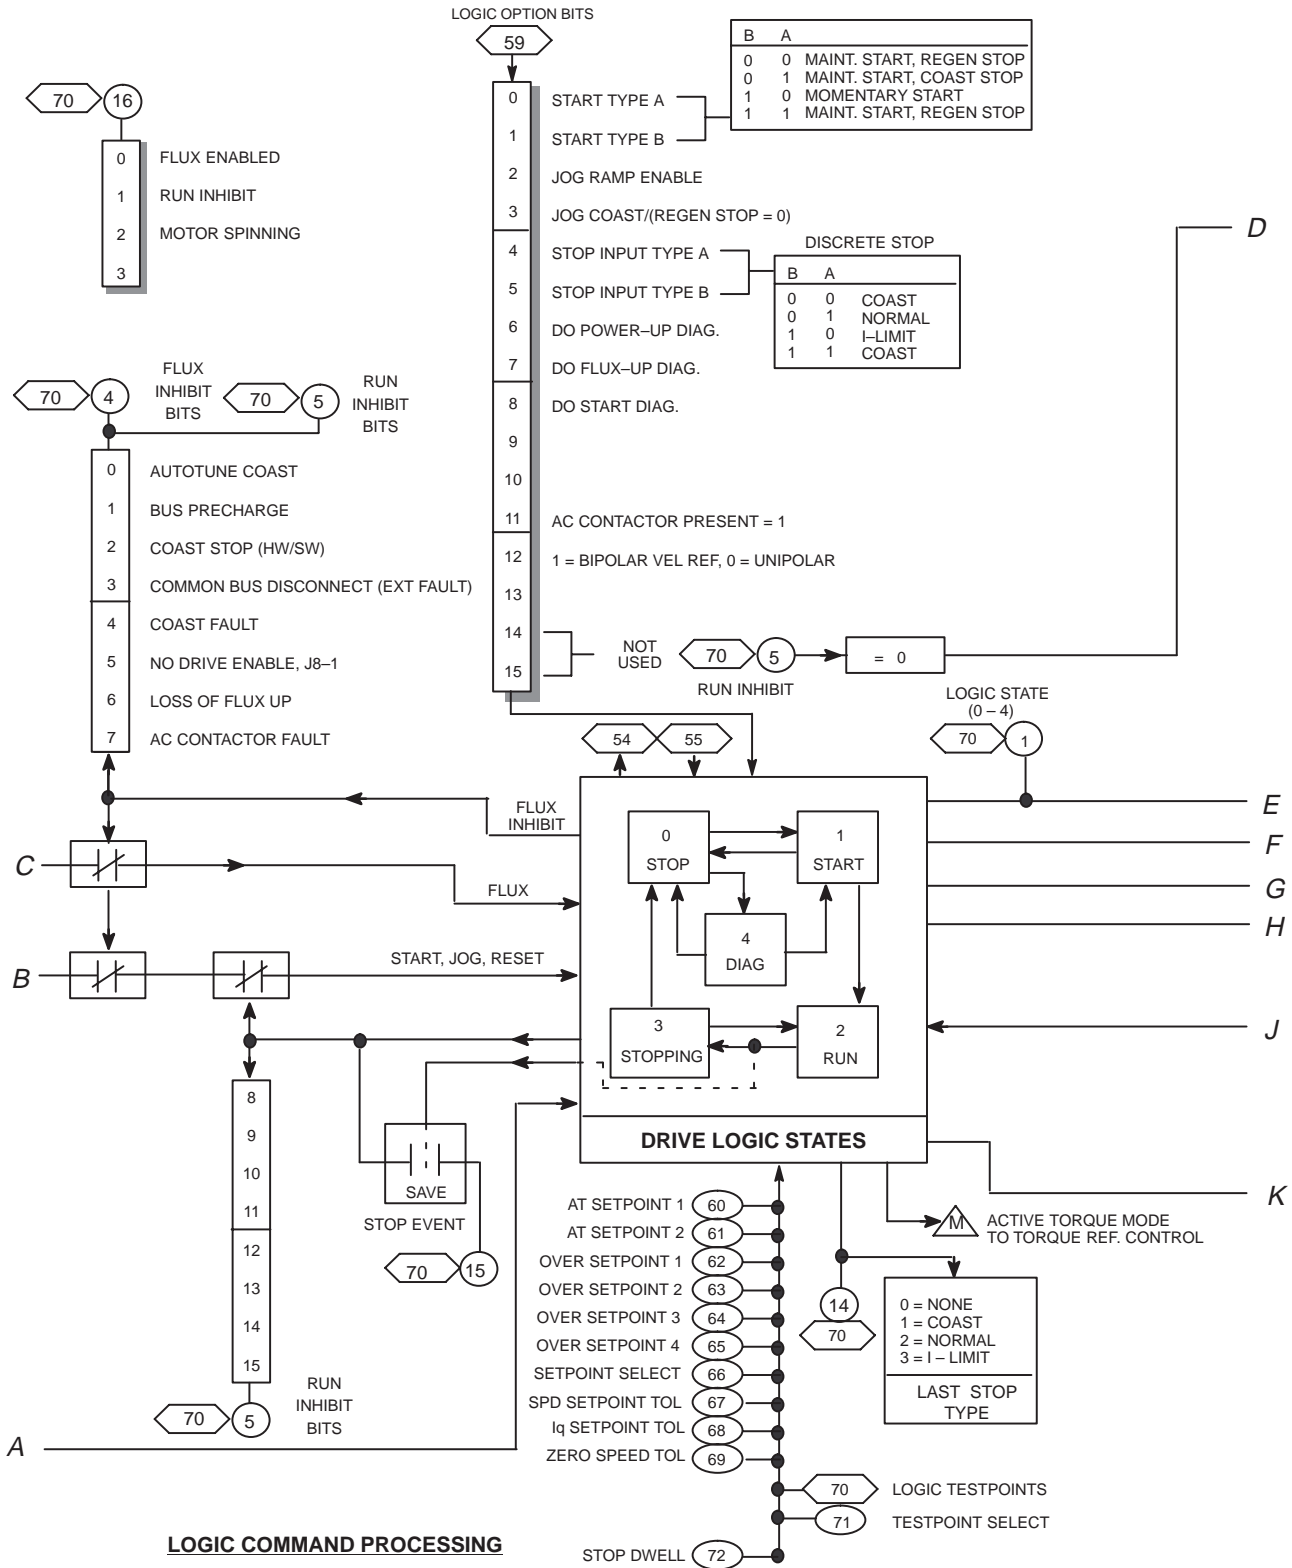 LOGIC OPTION BITS
59
B A
0 0 MAINT. START, REGEN STOP
0 1 MAINT. START, COAST STOP
1 0 MOMENTARY START
1 1 MAINT. START, REGEN STOP
0 START TYPE A
1 START TYPE B
2 JOG RAMP ENABLE
3 JOG COAST/(REGEN STOP = 0)
4 STOP INPUT TYPE A
5 STOP INPUT TYPE B
6 DO POWER–UP DIAG.
7 DO FLUX–UP DIAG.
8 DO START DIAG.
9
10
11 AC CONTACTOR PRESENT = 1
12 1 = BIPOLAR VEL REF, 0 = UNIPOLAR
13
14
15
NOT
USED
DISCRETE STOP
B A
0 0 COAST
0 1 NORMAL
1 0 I–LIMIT
1 1 COAST
70 16
0 FLUX ENABLED
1 RUN INHIBIT
2 MOTOR SPINNING
3
70 4
FLUX
INHIBIT
BITS
70 5
RUN
INHIBIT
BITS
0 AUTOTUNE COAST
1 BUS PRECHARGE
2 COAST STOP (HW/SW)
3 COMMON BUS DISCONNECT (EXT FAULT)
4 COAST FAULT
5 NO DRIVE ENABLE, J8–1
6 LOSS OF FLUX UP
7 AC CONTACTOR FAULT
70 5 = 0
RUN INHIBIT
D
LOGIC STATE
(0 – 4)
70 1
54 55
FLUX
INHIBIT
C
FLUX
B
START, JOG, RESET
0
STOP
1
START
4
DIAG
3
STOPPING
2
RUN
DRIVE LOGIC STATES
E
F
G
H
J
K
8
9
10
11
12
13
14
15
70 5
RUN
INHIBIT
BITS
SAVE
STOP EVENT
70 15
A
AT SETPOINT 1 60
AT SETPOINT 2 61
OVER SETPOINT 1 62
OVER SETPOINT 2 63
OVER SETPOINT 3 64
OVER SETPOINT 4 65
SETPOINT SELECT 66
SPD SETPOINT TOL 67
Iq SETPOINT TOL 68
ZERO SPEED TOL 69
70 LOGIC TESTPOINTS
71 TESTPOINT SELECT
STOP DWELL 72
M ACTIVE TORQUE MODE
TO TORQUE REF. CONTROL
14
70
0 = NONE
1 = COAST
2 = NORMAL
3 = I – LIMIT
LAST STOP
TYPE
LOGIC COMMAND PROCESSING